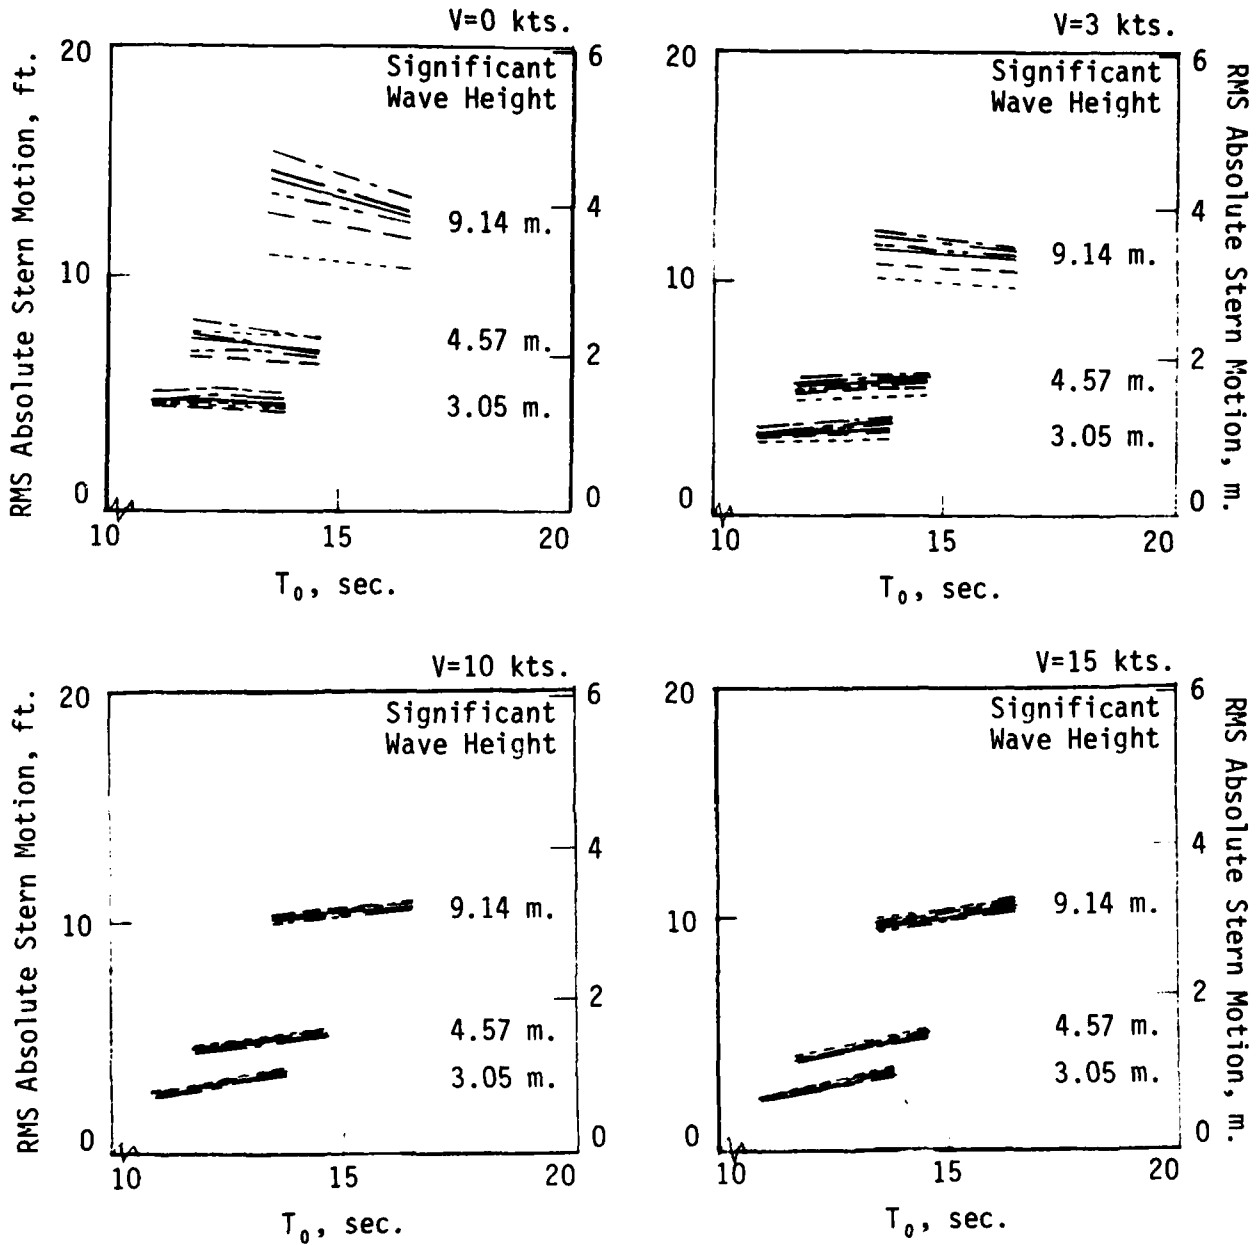 V=0 kts.
RMS Absolute Stern Motion, ft.
20
10
0
Significant
Wave Height
9.14 m.
4.57 m.
3.05 m.
6
4
2
0
10
15
20
T₀, sec.
V=3 kts.
20
10
0
Significant
Wave Height
9.14 m.
4.57 m.
3.05 m.
6
4
2
0
RMS Absolute Stern Motion, m.
10
15
20
T₀, sec.
V=10 kts.
RMS Absolute Stern Motion, ft.
20
10
0
Significant
Wave Height
9.14 m.
4.57 m.
3.05 m.
6
4
2
0
10
15
20
T₀, sec.
V=15 kts.
20
10
0
Significant
Wave Height
9.14 m.
4.57 m.
3.05 m.
6
4
2
0
RMS Absolute Stern Motion, m.
10
15
20
T₀, sec.